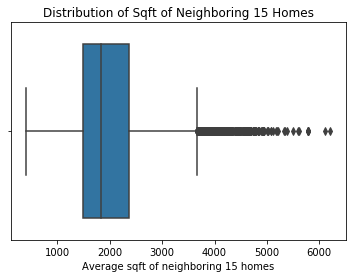 Distribution of Sqft of Neighboring 15 Homes
1000 2000 3000 4000 5000 6000
Average sqft of neighboring 15 homes